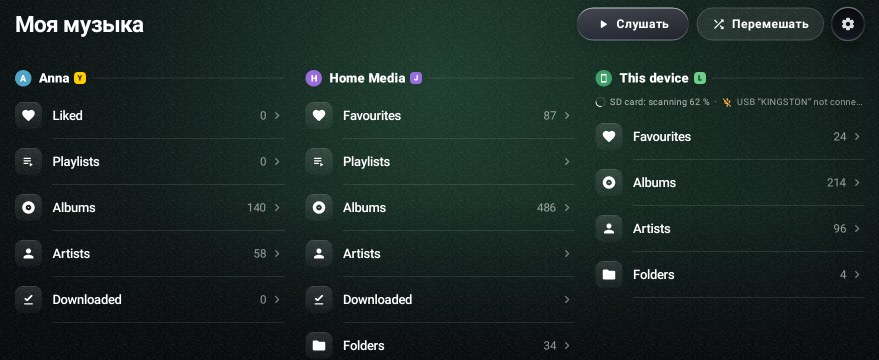 Моя музыка
Слушать
Перемешать
A Anna Y
Liked 0
Playlists 0
Albums 140
Artists 58
Downloaded 0
H Home Media J
Favourites 87
Playlists
Albums 486
Artists
Downloaded
Folders 34
This device L
SD card: scanning 62 % · USB "KINGSTON" not conne…
Favourites 24
Albums 214
Artists 96
Folders 4